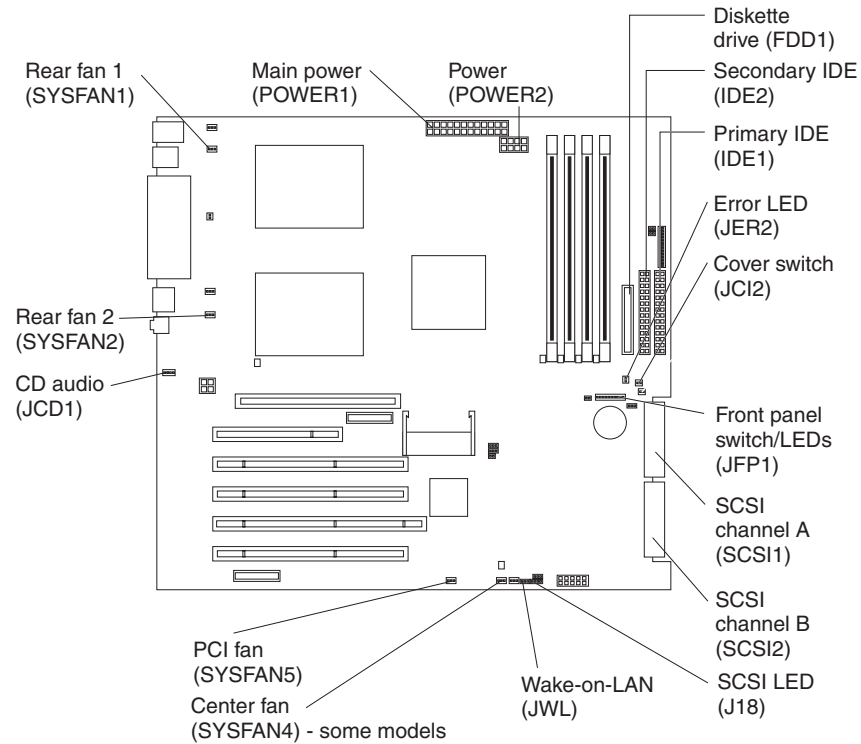 Diskette
drive (FDD1)
Rear fan 1
(SYSFAN1)
Main power
(POWER1)
Power
(POWER2)
Secondary IDE
(IDE2)
Primary IDE
(IDE1)
Error LED
(JER2)
Cover switch
(JCI2)
Rear fan 2
(SYSFAN2)
CD audio
(JCD1)
Front panel
switch/LEDs
(JFP1)
SCSI
channel A
(SCSI1)
SCSI
channel B
(SCSI2)
PCI fan
(SYSFAN5)
Center fan
(SYSFAN4) - some models
Wake-on-LAN
(JWL)
SCSI LED
(J18)